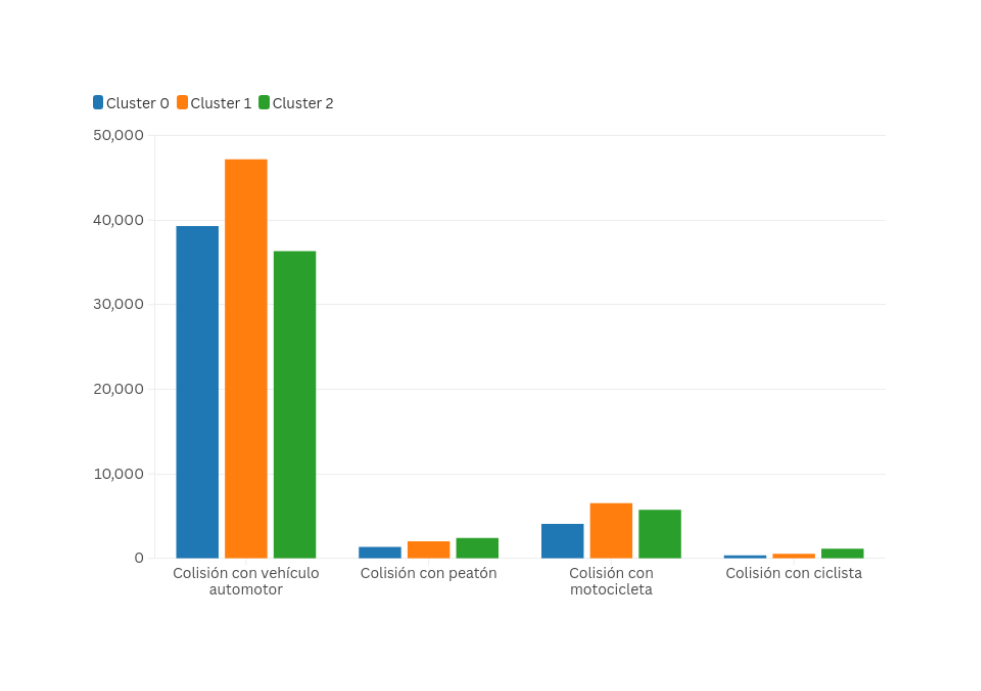 Cluster 0 Cluster 1 Cluster 2
50,000
40,000
30,000
20,000
10,000
0
Colisión con vehículo
automotor
Colisión con peatón
Colisión con
motocicleta
Colisión con ciclista